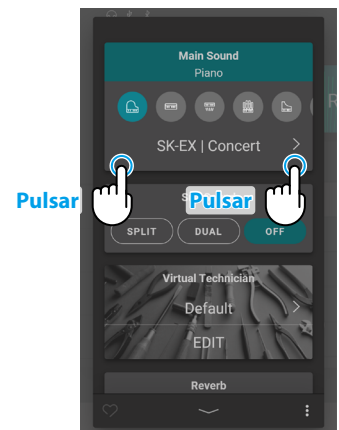 Main Sound
Piano
SK-EX | Concert
Pulsar
Pulsar
SPLIT
DUAL
OFF
Virtual Technician
Default
EDIT
Reverb